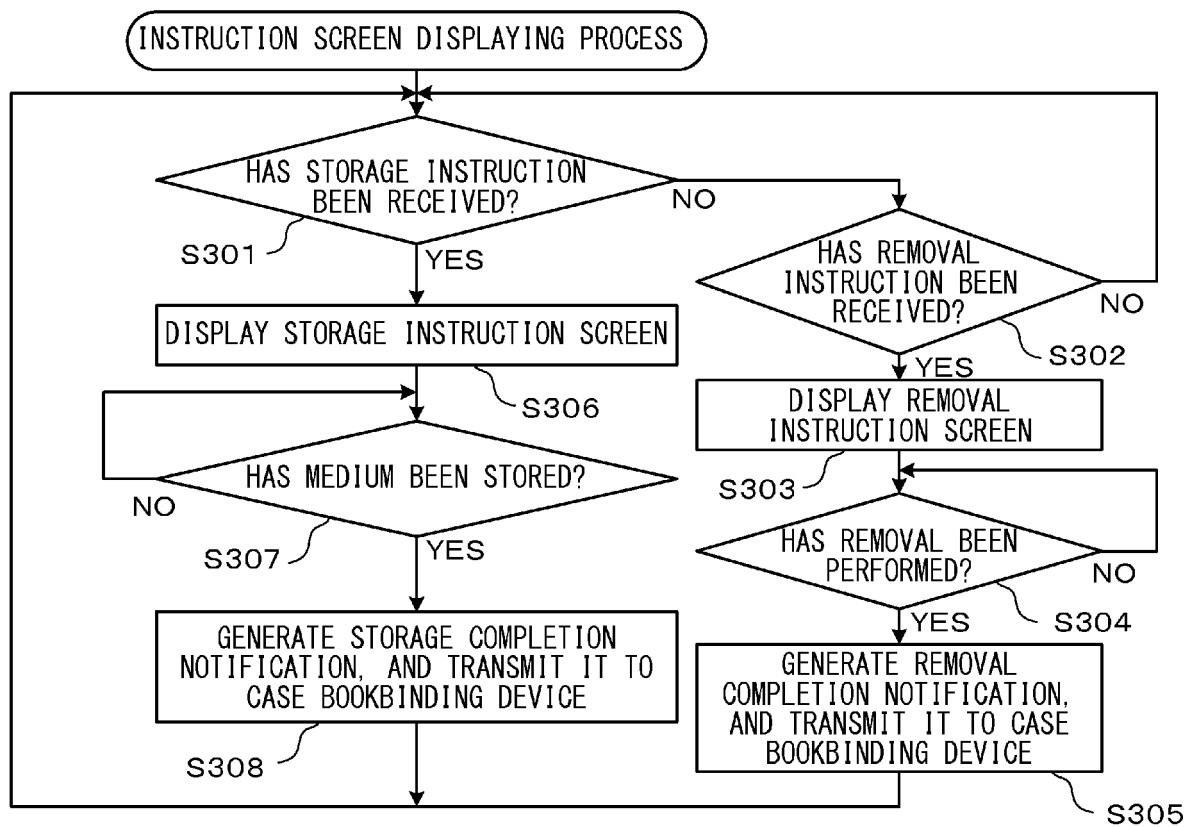 INSTRUCTION SCREEN DISPLAYING PROCESS
HAS STORAGE INSTRUCTION
BEEN RECEIVED?
NO
S301
YES
HAS REMOVAL
INSTRUCTION BEEN
RECEIVED?
NO
S302
YES
DISPLAY STORAGE INSTRUCTION SCREEN
S306
DISPLAY REMOVAL
INSTRUCTION SCREEN
S303
HAS MEDIUM BEEN STORED?
NO
S307
YES
HAS REMOVAL BEEN
PERFORMED?
NO
S304
YES
GENERATE STORAGE COMPLETION
NOTIFICATION, AND TRANSMIT IT TO
CASE BOOKBINDING DEVICE
S308
GENERATE REMOVAL
COMPLETION NOTIFICATION,
AND TRANSMIT IT TO CASE
BOOKBINDING DEVICE
S305